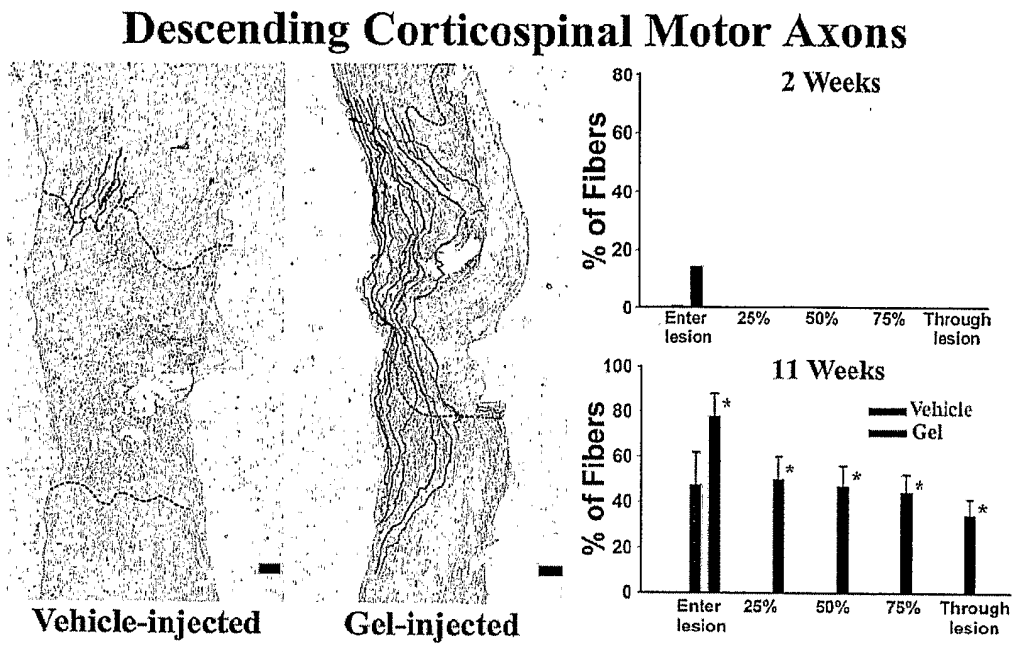 Descending Corticospinal Motor Axons
Vehicle-injected
Gel-injected
2 Weeks
% of Fibers
80
60
40
20
0
Enter lesion
25%
50%
75%
Through lesion
11 Weeks
% of Fibers
100
80
60
40
20
0
Vehicle
Gel
*
*
*
*
*
Enter lesion
25%
50%
75%
Through lesion